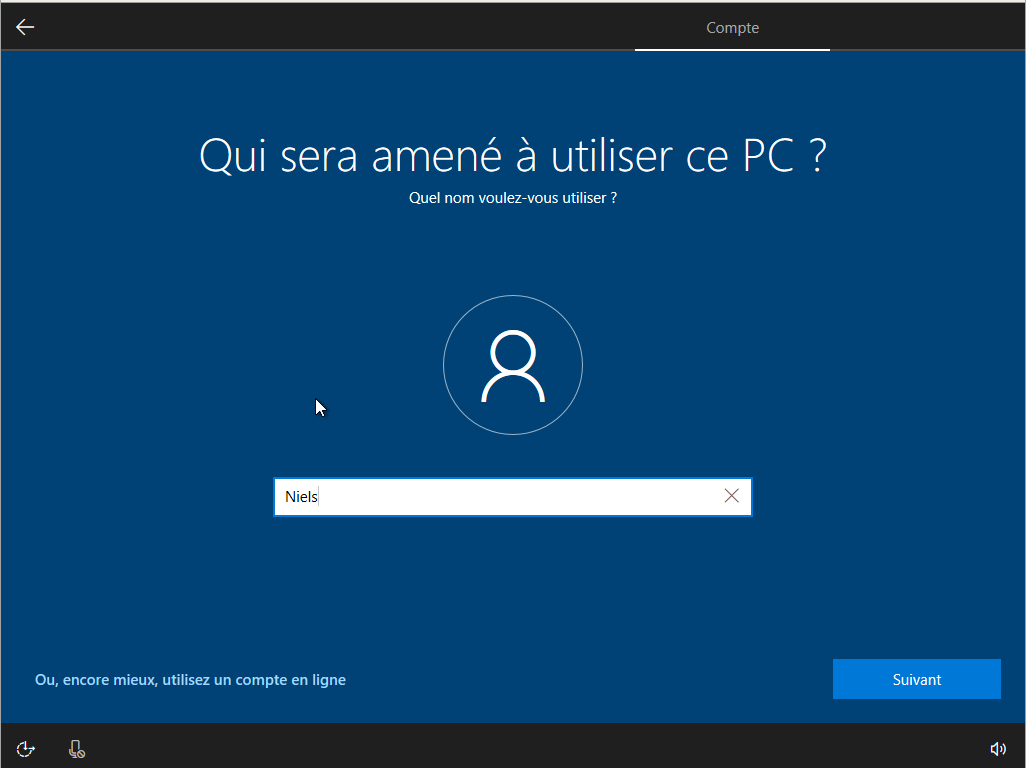 Compte
Qui sera amené à utiliser ce PC ?
Quel nom voulez-vous utiliser ?
Niels
Ou, encore mieux, utilisez un compte en ligne
Suivant